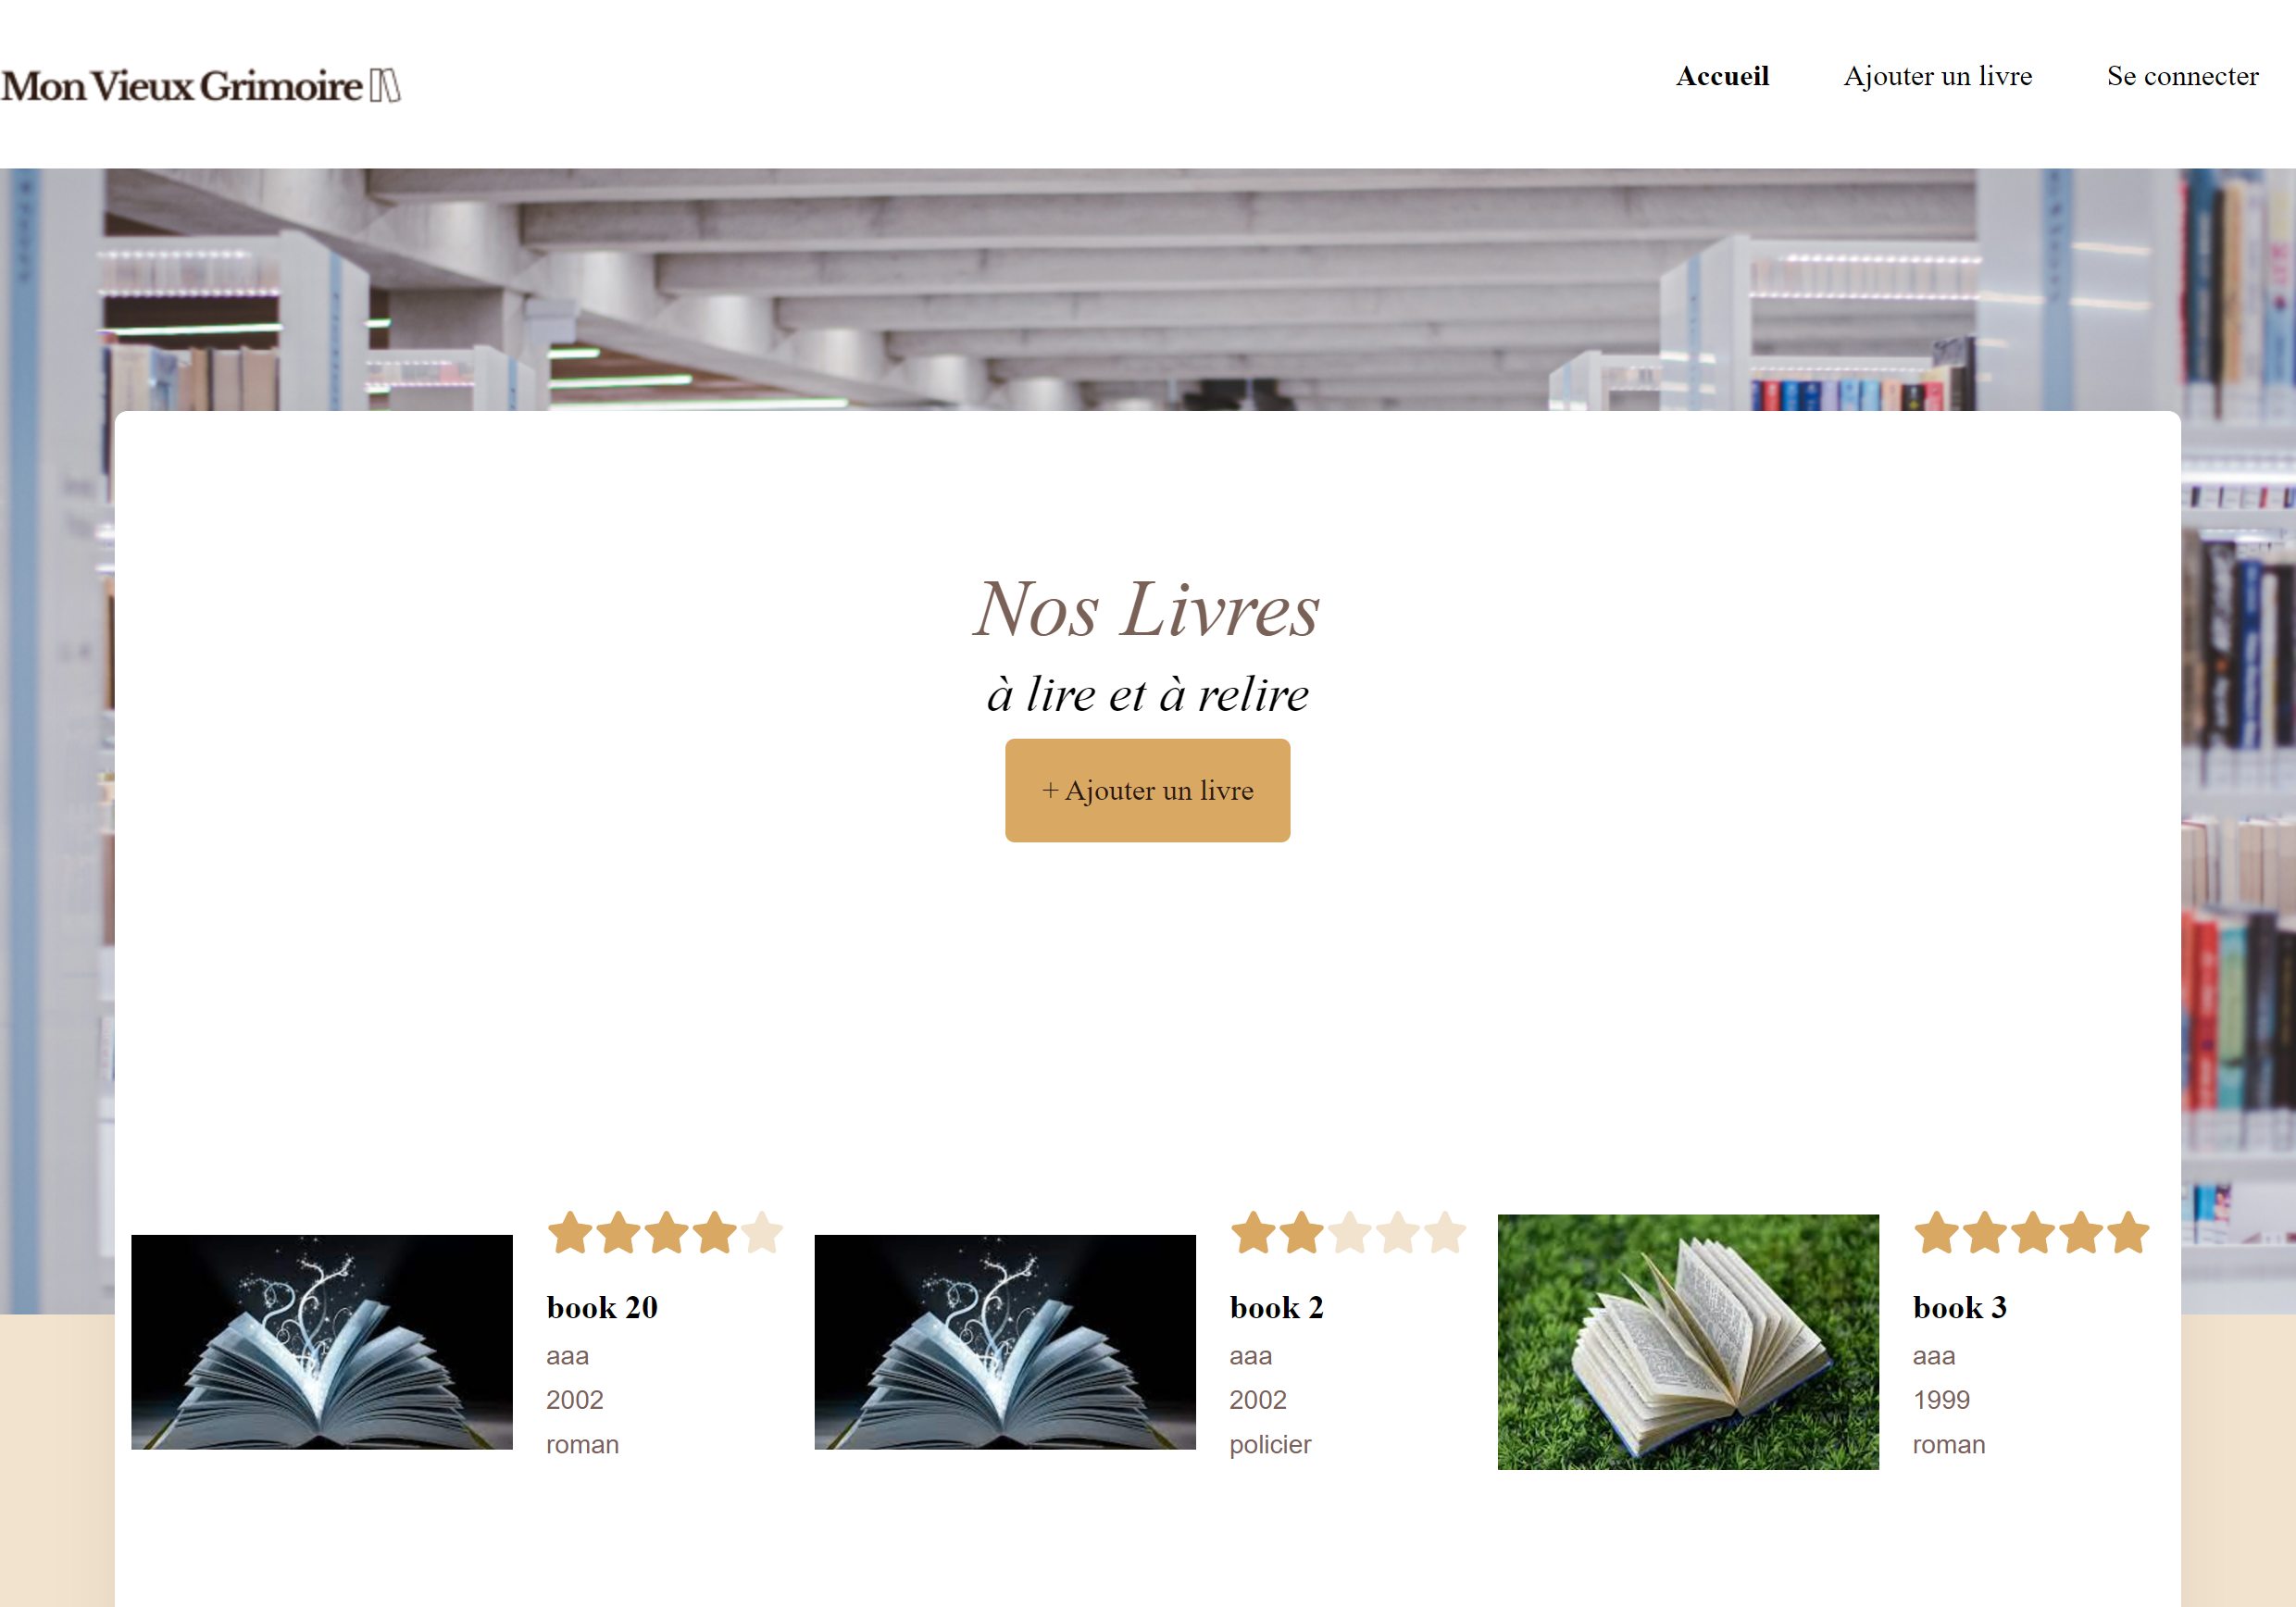 Mon Vieux Grimoire
Accueil
Ajouter un livre
Se connecter
Nos Livres
à lire et à relire
+ Ajouter un livre
book 20
aaa
2002
roman
book 2
aaa
2002
policier
book 3
aaa
1999
roman